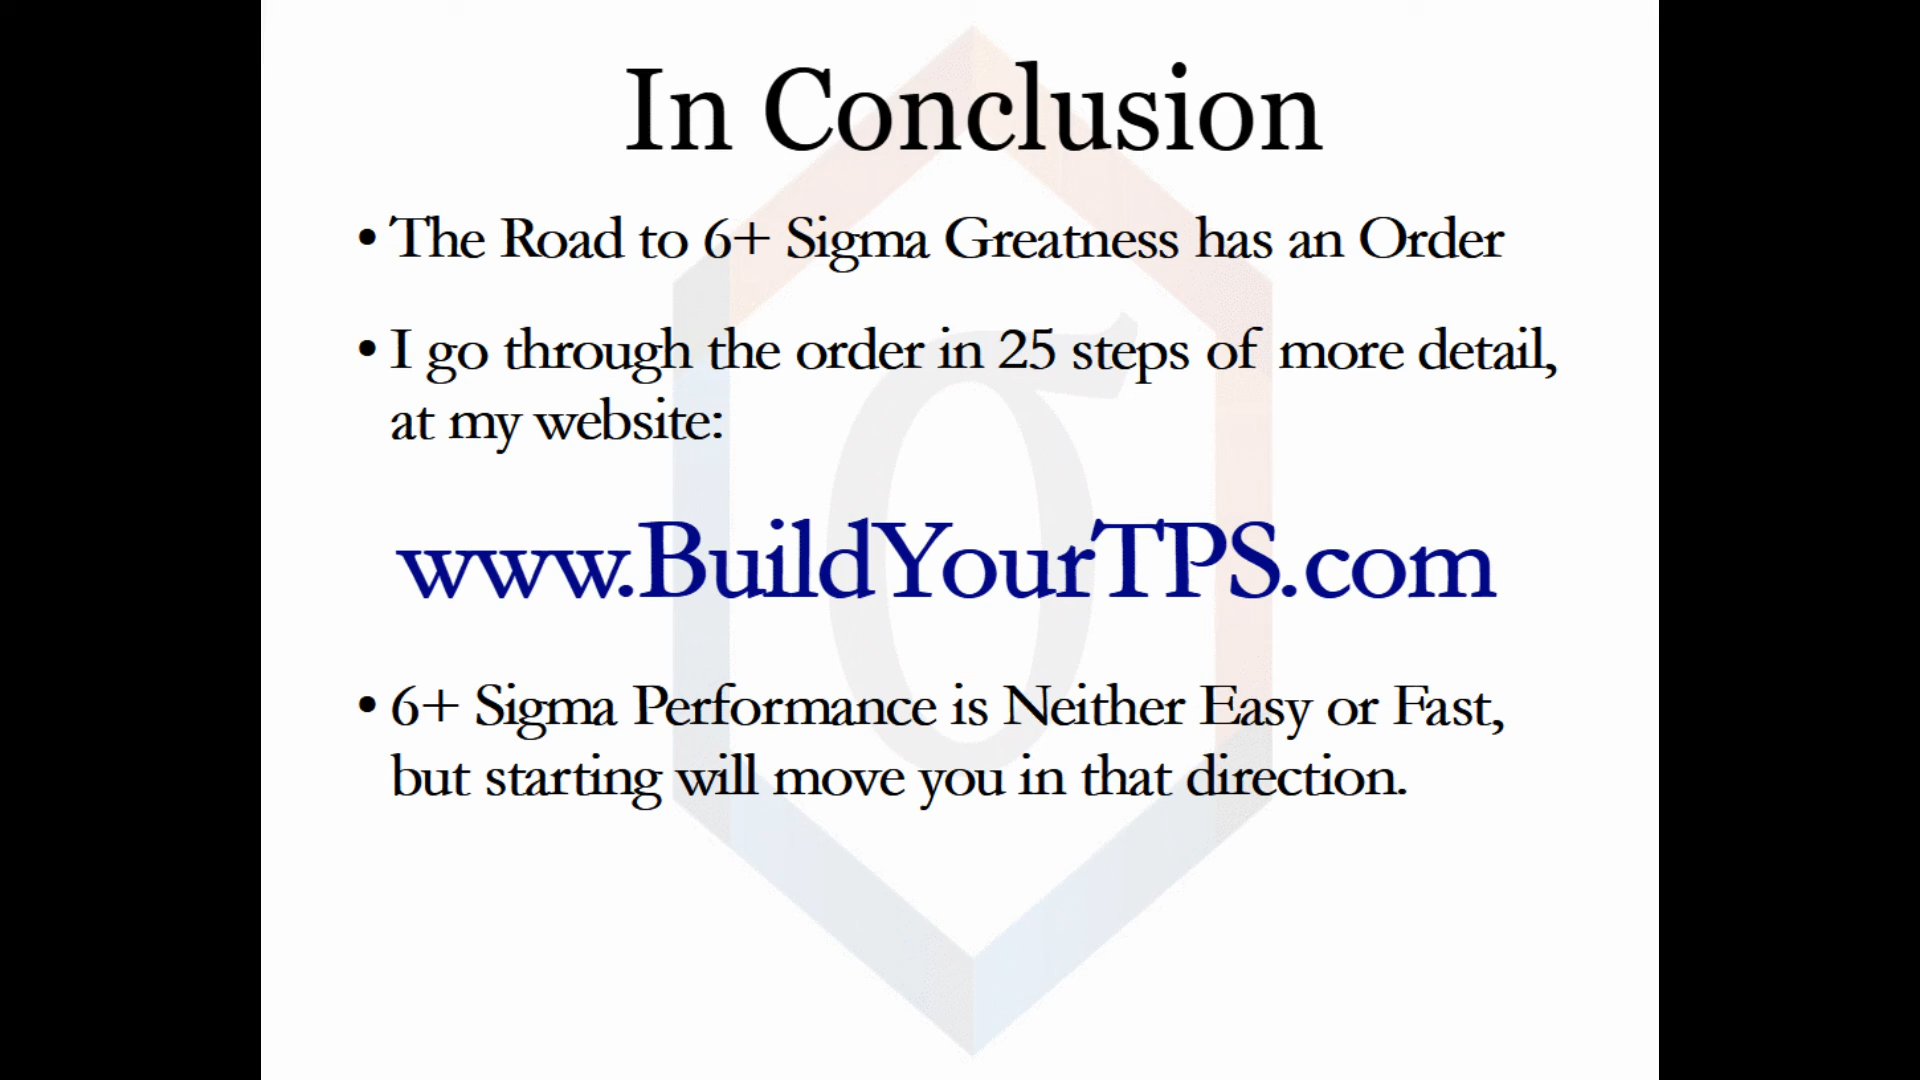 In Conclusion
• The Road to 6+ Sigma Greatness has an Order
• I go through the order in 25 steps of more detail,
at my website:
www.BuildYourTPS.com
• 6+ Sigma Performance is Neither Easy or Fast,
but starting will move you in that direction.
σ